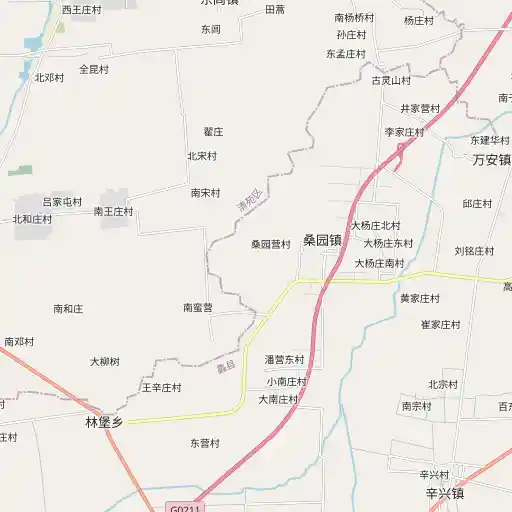 西王庄村
东闾镇
田蒿
南杨桥村
杨庄村
孙庄村
东闾
东孟庄村
全昆村
北邓村
古灵山村
井家营村
翟庄
李家庄村
东建华村
北宋村
万安镇
南宋村
清苑区
吕家屯村
南王庄村
北和庄村
邱庄村
大杨庄北村
桑园营村
桑园镇
大杨庄东村
刘铭庄村
大杨庄南村
黄家庄村
南和庄
南蛮营
崔家庄村
南邓村
大柳树
潘营东村
蠡县
王辛庄村
小南庄村
北宗村
大南庄村
南宗村
林堡乡
庄村
东营村
辛兴村
辛兴镇
G0211